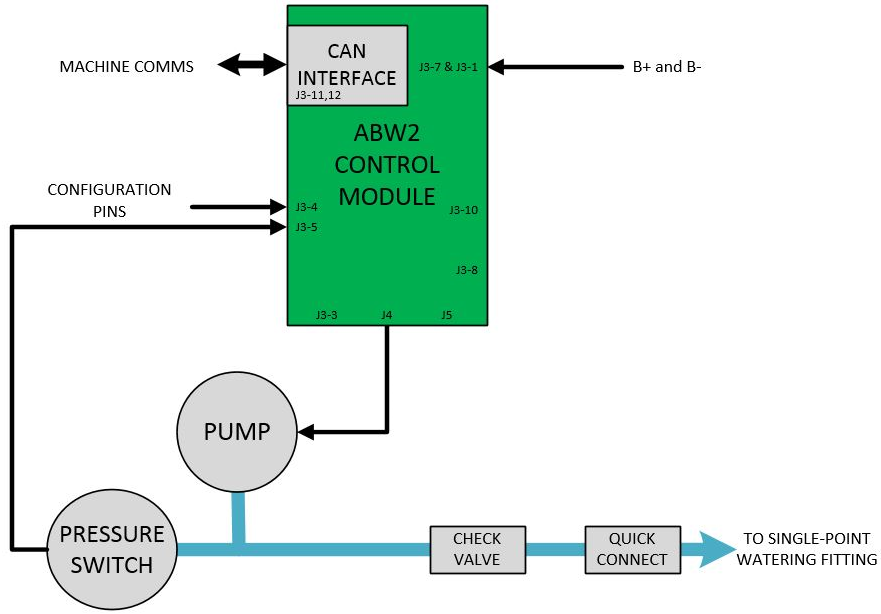 MACHINE COMMS
CAN
INTERFACE
J3-11,12
J3-7 & J3-1
B+ and B-
ABW2
CONTROL
MODULE
CONFIGURATION
PINS
J3-4
J3-5
J3-10
J3-8
J3-3
J4
J5
PUMP
PRESSURE
SWITCH
CHECK
VALVE
QUICK
CONNECT
TO SINGLE-POINT
WATERING FITTING